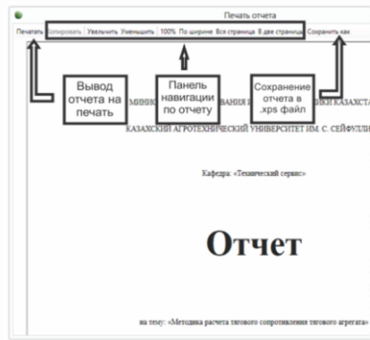 Печать отчета
Печатать Копировать Увеличить Уменьшить 100% По ширине Вся страница В две страницы Сохранить как
Вывод
отчета на
печать
Панель
навигации
по отчету
Сохранение
отчета в
.xps файл
КАЗАХСКИЙ АГРОТЕХНИЧЕСКИЙ УНИВЕРСИТЕТ ИМ. С. СЕЙФУЛЛИ
Кафедра: «Технический сервис»
Отчет
на тему: «Методика расчета тягового сопротивления тягового агрегата»